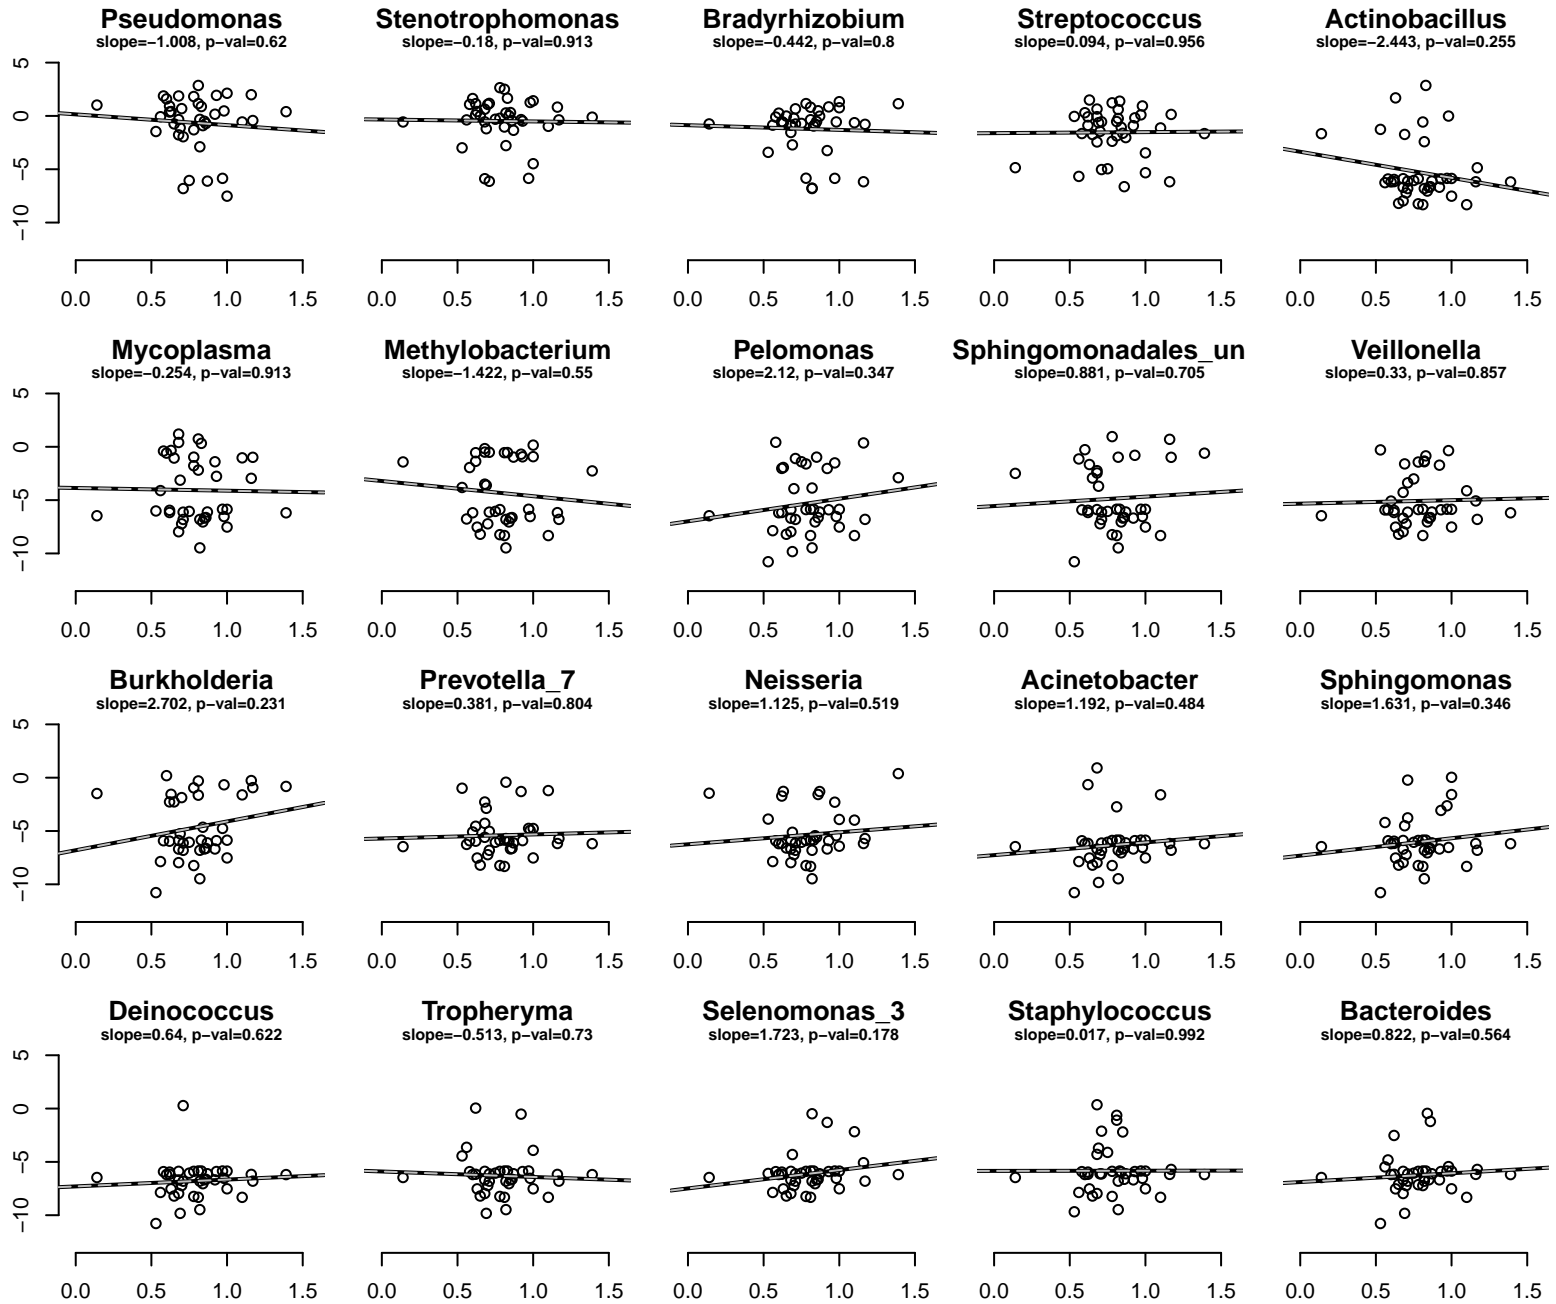 Pseudomonas Stenotrophomonas Bradyrhizobium Streptococcus Actinobacillus
slope=−1.008, p−val=0.62 slope=−0.18, p−val=0.913 slope=−0.442, p−val=0.8 slope=0.094, p−val=0.956 slope=−2.443, p−val=0.255
5
0
−5
−10
0.0 0.5 1.0 1.5 0.0 0.5 1.0 1.5 0.0 0.5 1.0 1.5 0.0 0.5 1.0 1.5 0.0 0.5 1.0 1.5
Mycoplasma Methylobacterium Pelomonas Sphingomonadales_un Veillonella
slope=−0.254, p−val=0.913 slope=−1.422, p−val=0.55 slope=2.12, p−val=0.347 slope=0.881, p−val=0.705 slope=0.33, p−val=0.857
5
0
−5
−10
0.0 0.5 1.0 1.5 0.0 0.5 1.0 1.5 0.0 0.5 1.0 1.5 0.0 0.5 1.0 1.5 0.0 0.5 1.0 1.5
Burkholderia Prevotella_7 Neisseria Acinetobacter Sphingomonas
slope=2.702, p−val=0.231 slope=0.381, p−val=0.804 slope=1.125, p−val=0.519 slope=1.192, p−val=0.484 slope=1.631, p−val=0.346
5
0
−5
−10
0.0 0.5 1.0 1.5 0.0 0.5 1.0 1.5 0.0 0.5 1.0 1.5 0.0 0.5 1.0 1.5 0.0 0.5 1.0 1.5
Deinococcus Tropheryma Selenomonas_3 Staphylococcus Bacteroides
slope=0.64, p−val=0.622 slope=−0.513, p−val=0.73 slope=1.723, p−val=0.178 slope=0.017, p−val=0.992 slope=0.822, p−val=0.564
5
0
−5
−10
0.0 0.5 1.0 1.5 0.0 0.5 1.0 1.5 0.0 0.5 1.0 1.5 0.0 0.5 1.0 1.5 0.0 0.5 1.0 1.5